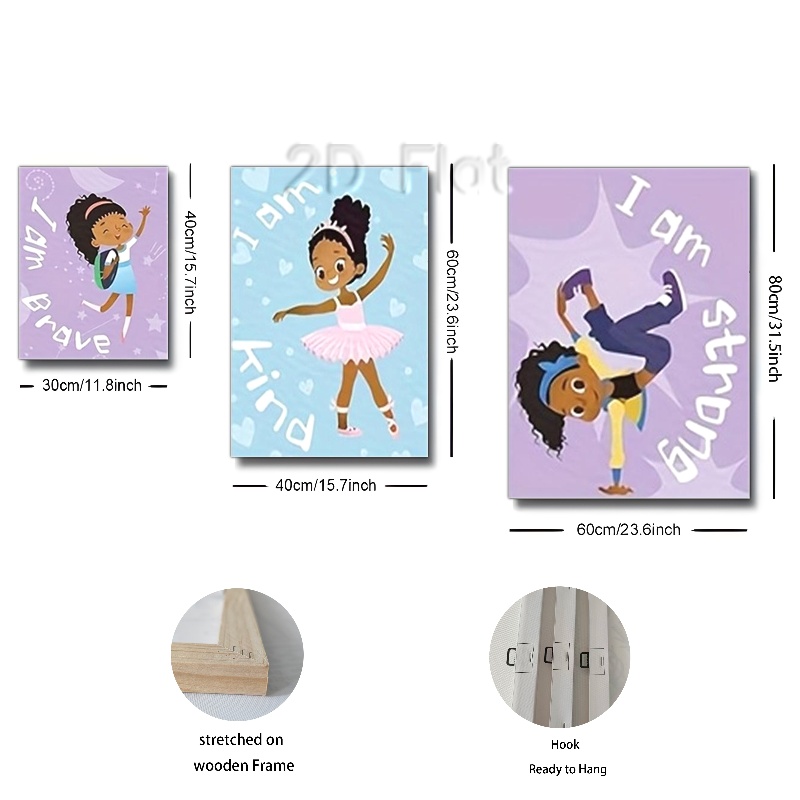 2D Flat
I am
Brave
40cm/15.7inch
30cm/11.8inch
I am
Kind
60cm/23.6inch
40cm/15.7inch
I am
strong
80cm/31.5inch
60cm/23.6inch
stretched on
wooden Frame
Hook
Ready to Hang